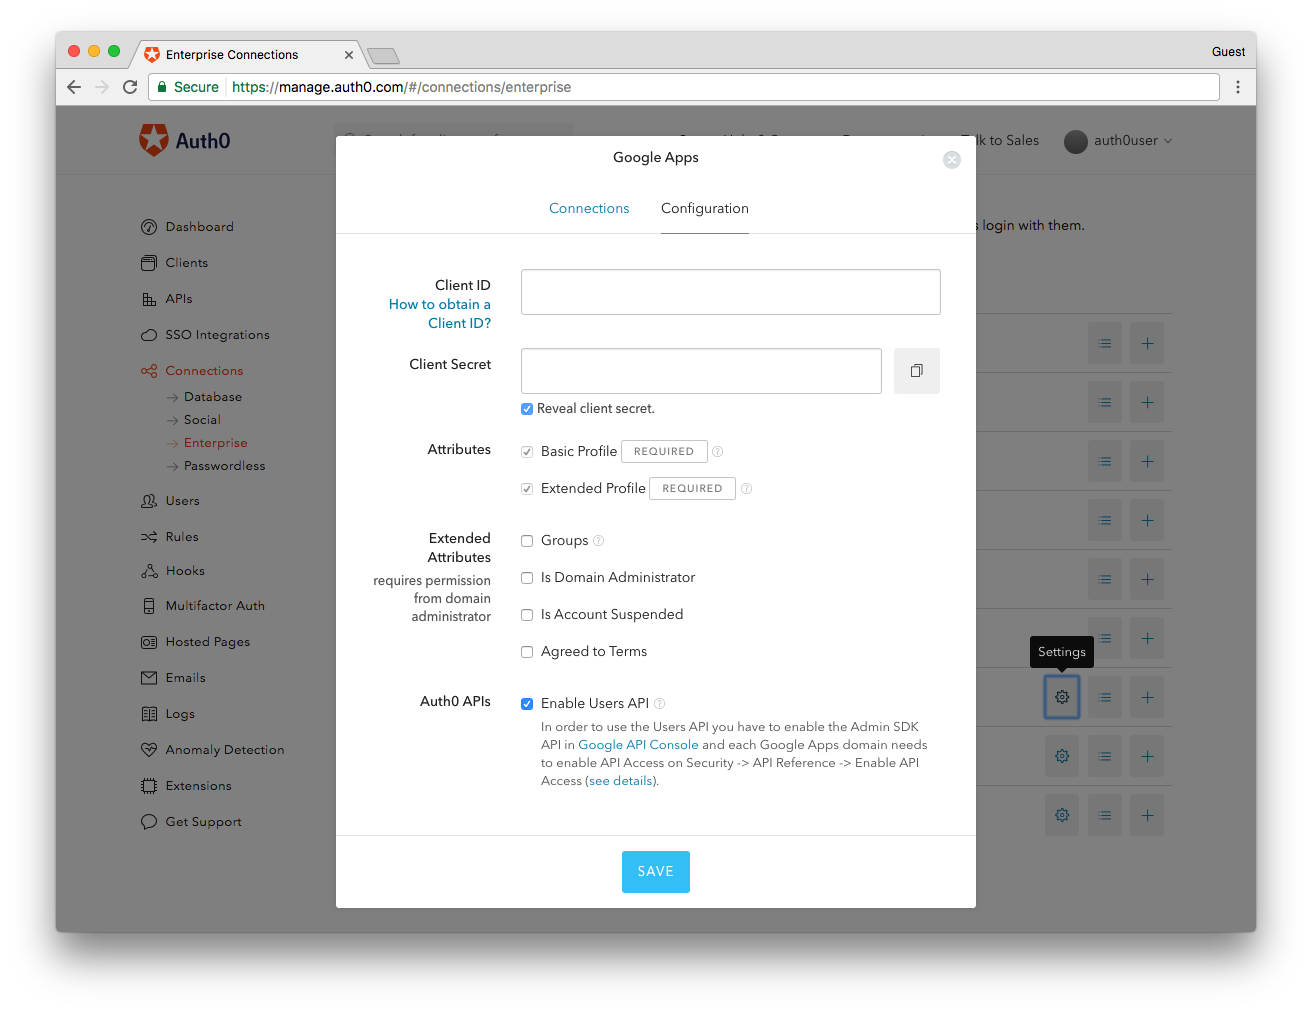 Enterprise Connections
Guest
Secure
https://manage.auth0.com/#/connections/enterprise
Auth0
to Sales
auth0user
Google Apps
Connections
Configuration
login with them.
Dashboard
Clients
APIs
SSO Integrations
Connections
Database
Social
Enterprise
Passwordless
Users
Rules
Hooks
Multifactor Auth
Hosted Pages
Emails
Logs
Anomaly Detection
Extensions
Get Support
Client ID
How to obtain a
Client ID?
Client Secret
Reveal client secret.
Attributes
Basic Profile REQUIRED
Extended Profile REQUIRED
Extended
Attributes
requires permission
from domain
administrator
Groups
Is Domain Administrator
Is Account Suspended
Agreed to Terms
Auth0 APIs
Enable Users API
In order to use the Users API you have to enable the Admin SDK
API in Google API Console and each Google Apps domain needs
to enable API Access on Security -> API Reference -> Enable API
Access (see details).
Settings
SAVE